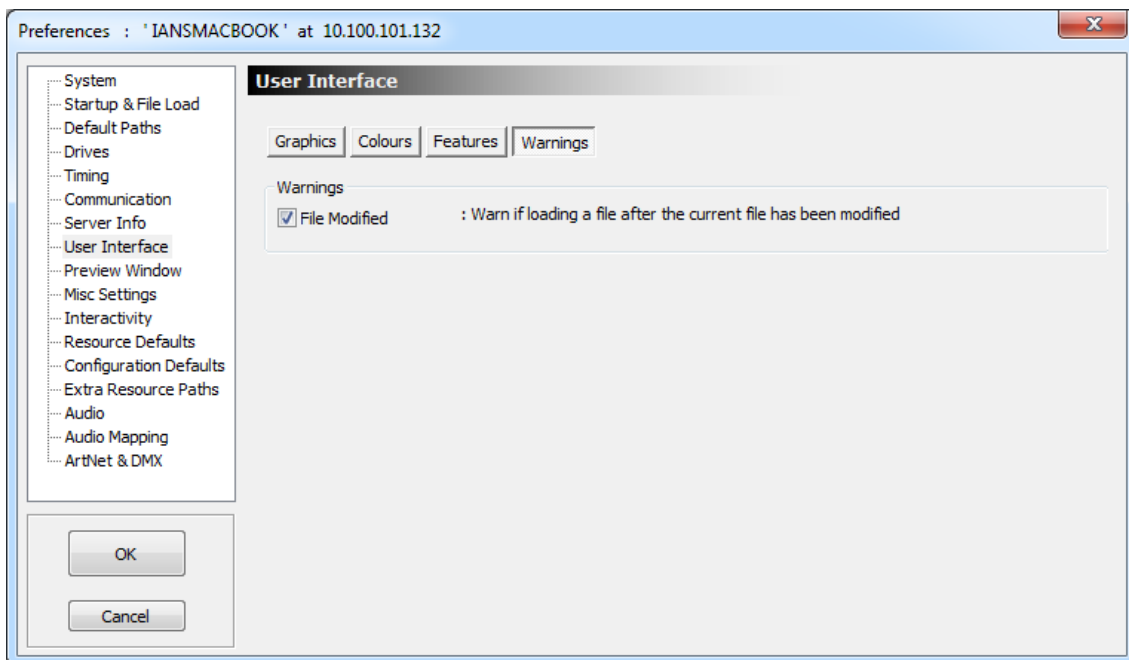 Preferences : 'IANSMACBOOK' at 10.100.101.132
X
System
Startup & File Load
Default Paths
Drives
Timing
Communication
Server Info
User Interface
Preview Window
Misc Settings
Interactivity
Resource Defaults
Configuration Defaults
Extra Resource Paths
Audio
Audio Mapping
ArtNet & DMX
OK
Cancel
User Interface
Graphics Colours Features Warnings
Warnings
File Modified : Warn if loading a file after the current file has been modified